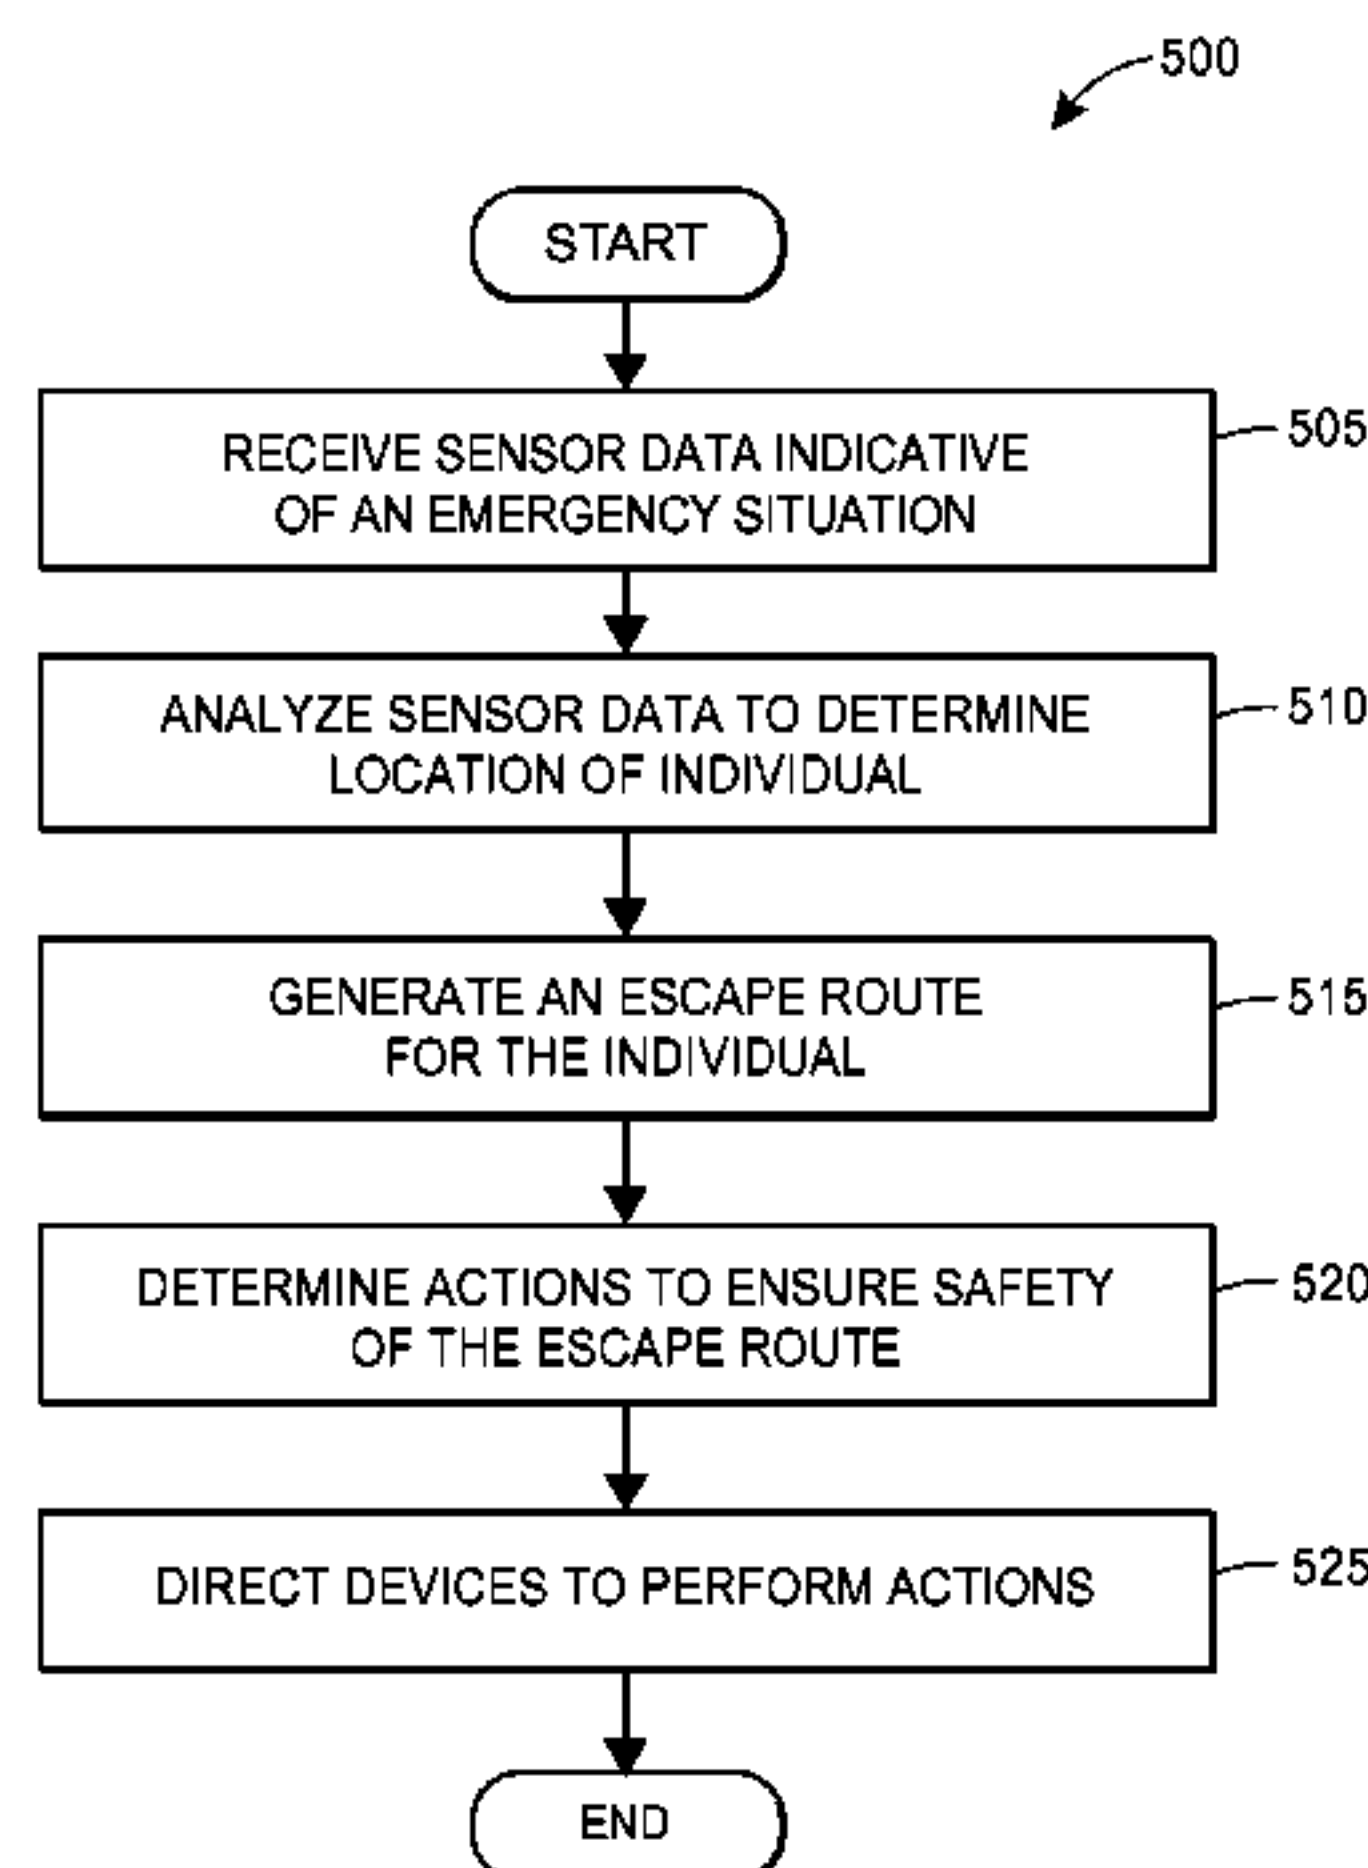 500
START
RECEIVE SENSOR DATA INDICATIVE
OF AN EMERGENCY SITUATION
505
ANALYZE SENSOR DATA TO DETERMINE
LOCATION OF INDIVIDUAL
510
GENERATE AN ESCAPE ROUTE
FOR THE INDIVIDUAL
515
DETERMINE ACTIONS TO ENSURE SAFETY
OF THE ESCAPE ROUTE
520
DIRECT DEVICES TO PERFORM ACTIONS
525
END